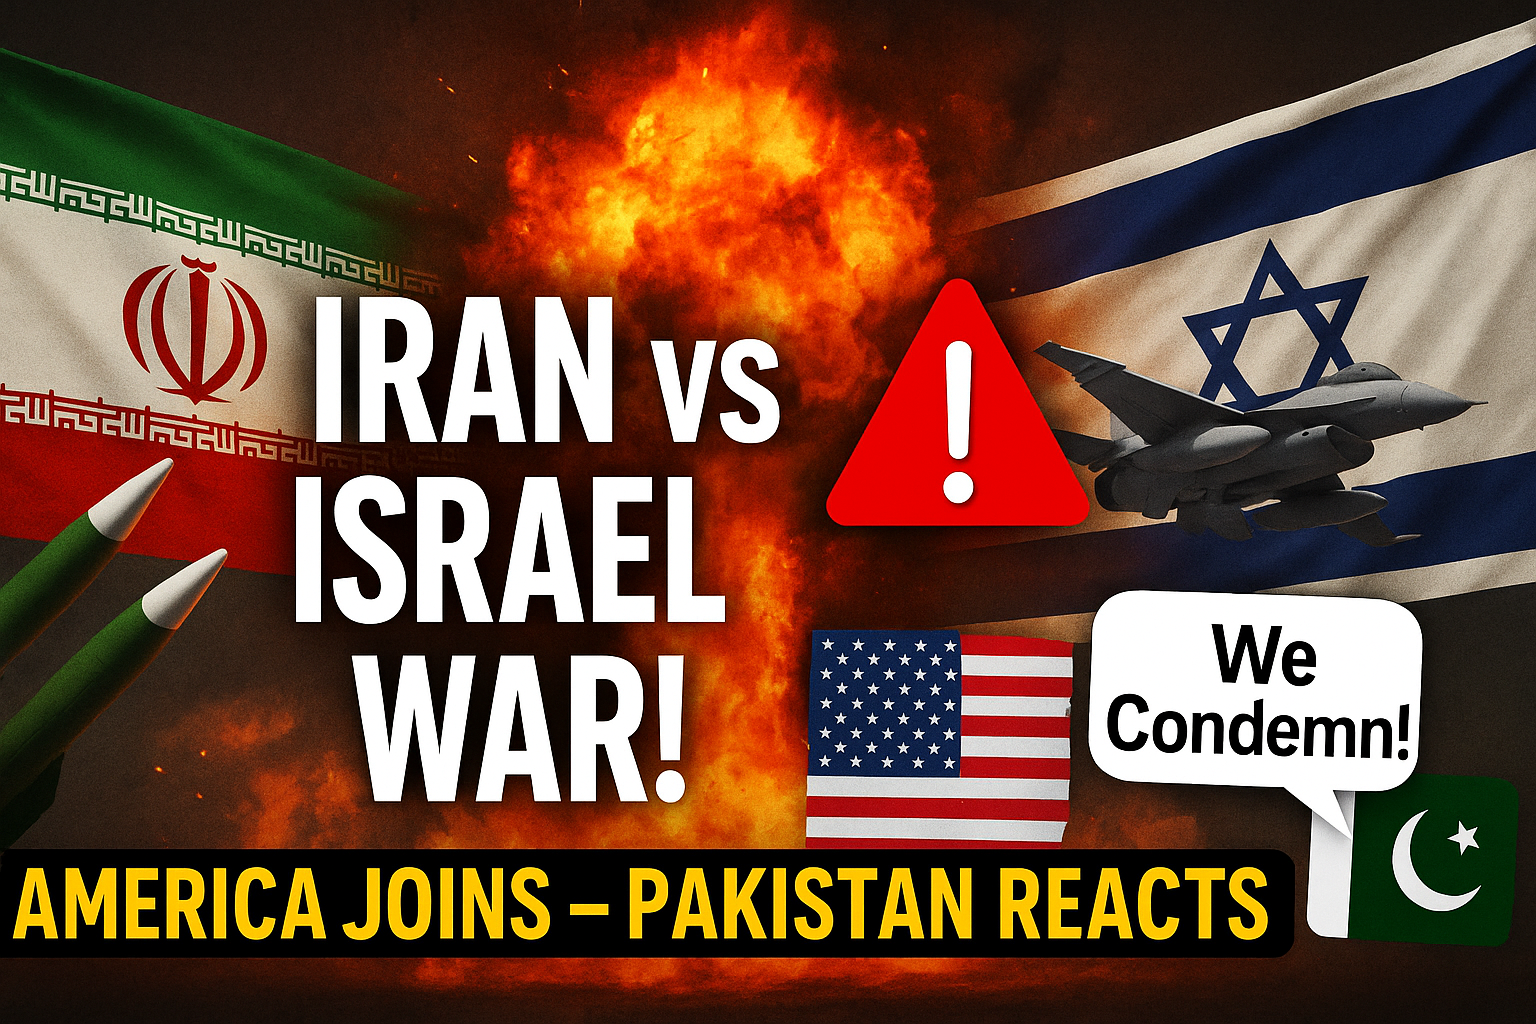 IRAN VS
ISRAEL
WAR!
We
Condemn!
AMERICA JOINS – PAKISTAN REACTS